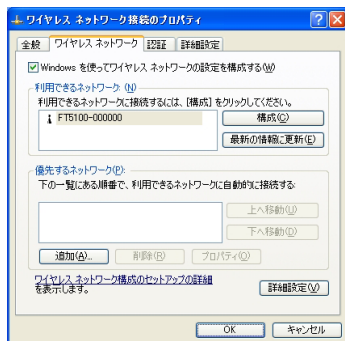 ワイヤレス ネットワーク接続のプロパティ
全般 ワイヤレス ネットワーク 認証 詳細設定
Windows を使ってワイヤレス ネットワークの設定を構成する(W)
利用できるネットワーク: (N)
利用できるネットワークに接続するには、[構成] をクリックしてください。
FT5100-000000
構成(C)
最新の情報に更新(E)
優先するネットワーク(P):
下の一覧にある順番で、利用できるネットワークに自動的に接続する:
上へ移動(U)
下へ移動(D)
追加(A)... 削除(R) プロパティ(O)
ワイヤレス ネットワーク構成のセットアップの詳細
を表示します。
詳細設定(V)
OK キャンセル